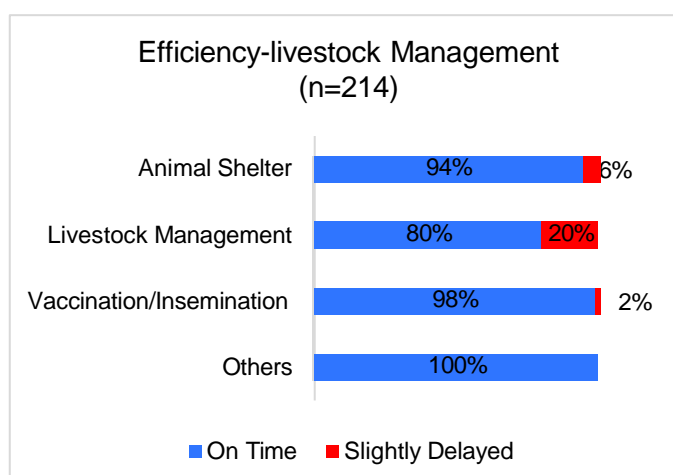 Efficiency-livestock Management
(n=214)
Animal Shelter 94% 6%
Livestock Management 80% 20%
Vaccination/Insemination 98% 2%
Others 100%
On Time Slightly Delayed